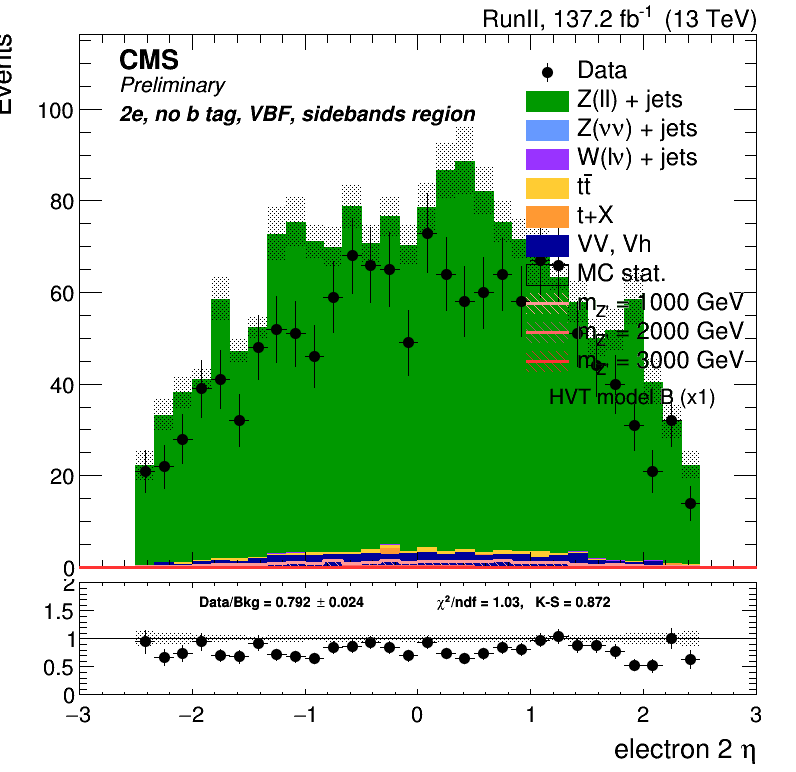 RunII, 137.2 fb⁻¹ (13 TeV)
Events
CMS
Preliminary
2e, no b tag, VBF, sidebands region
Data
Z(ll) + jets
Z(νν) + jets
W(lν) + jets
tt̄
t+X
VV, Vh
MC stat.
m_Z' = 1000 GeV
m_Z' = 2000 GeV
m_Z' = 3000 GeV
HVT model B (x1)
100
80
60
40
20
0
Data/Bkg = 0.792 ± 0.024
χ²/ndf = 1.03, K-S = 0.872
2
1.5
1
0.5
0
−3 −2 −1 0 1 2 3
electron 2 η